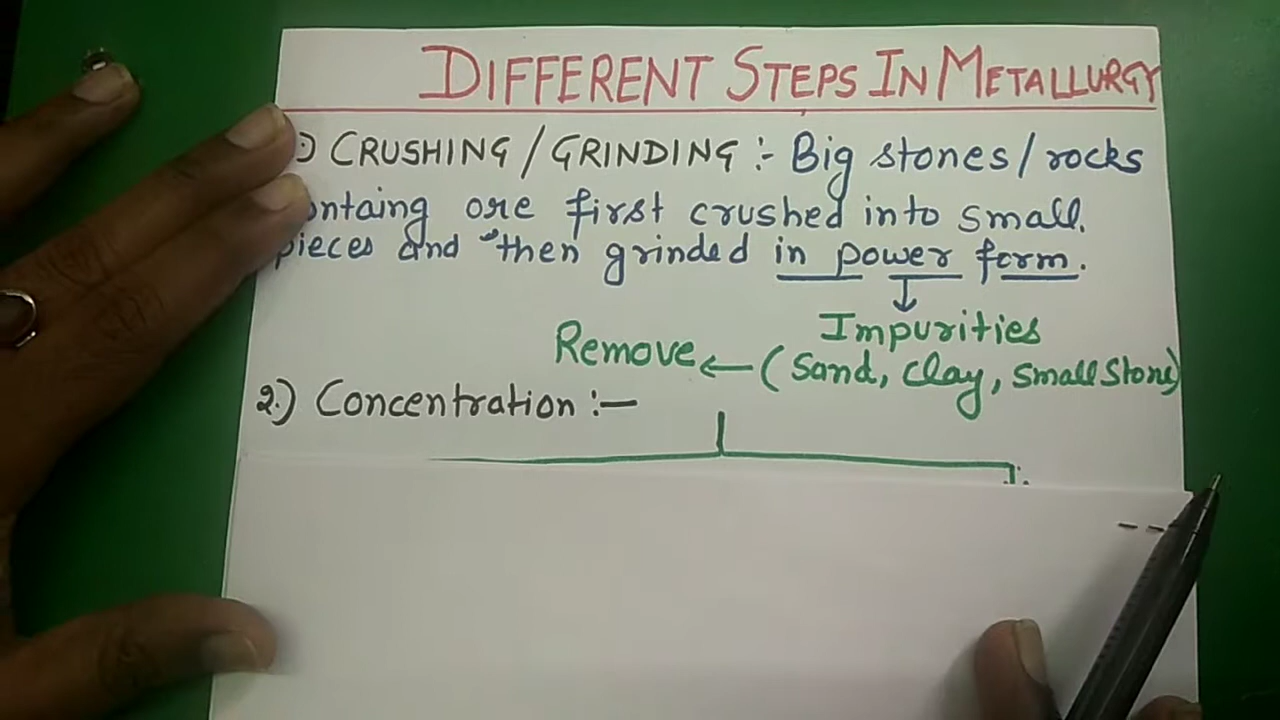 DIFFERENT STEPS IN METALLURGY
) CRUSHING / GRINDING :- Big stones/rocks
ontaing ore first crushed into small.
pieces and then grinded in power form.
Impurities
Remove ← (Sand, Clay, Small Stone)
2.) Concentration :—